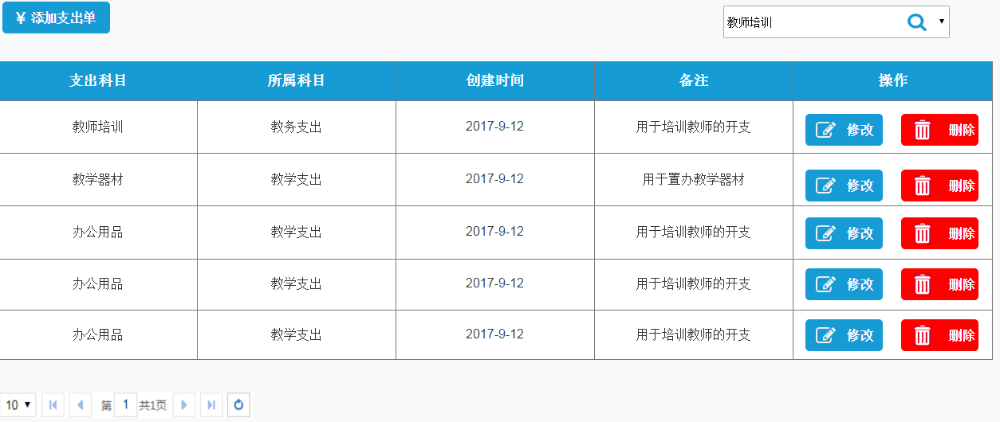 ¥ 添加支出单
教师培训
支出科目 所属科目 创建时间 备注 操作
教师培训 教务支出 2017-9-12 用于培训教师的开支 修改 删除
教学器材 教学支出 2017-9-12 用于置办教学器材 修改 删除
办公用品 教学支出 2017-9-12 用于培训教师的开支 修改 删除
办公用品 教学支出 2017-9-12 用于培训教师的开支 修改 删除
办公用品 教学支出 2017-9-12 用于培训教师的开支 修改 删除
10 第 1 共1页